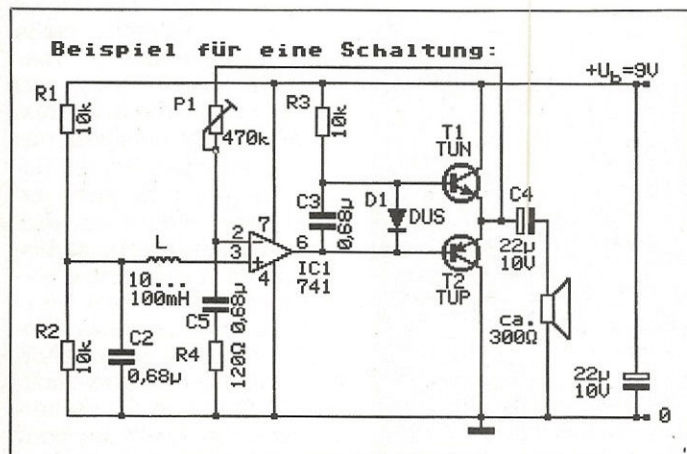 Beispiel für eine Schaltung:
+Ub=9V
R1
10k
P1
470k
R3
10k
T1
TUN
C3
0,68µ
D1
DUS
C4
22µ
10V
L
10...
100mH
2
3
7
4
6
IC1
741
T2
TUP
R2
10k
C2
0,68µ
C5
0,68µ
R4
120Ω
ca.
300Ω
22µ
10V
0